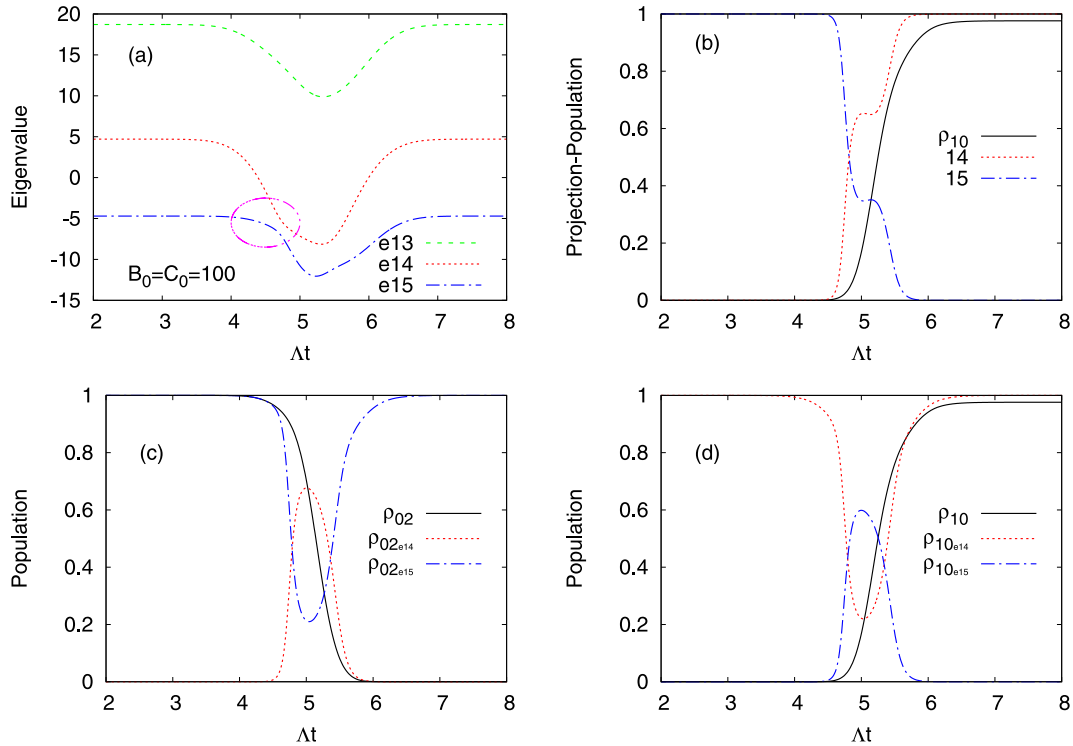 20
15
10
5
0
-5
-10
-15
Eigenvalue
(a)
B₀=C₀=100
e13
e14
e15
2 3 4 5 6 7 8
Λt
1
0.8
0.6
0.4
0.2
0
Projection-Population
(b)
ρ₁₀
14
15
2 3 4 5 6 7 8
Λt
1
0.8
0.6
0.4
0.2
0
Population
(c)
ρ₀₂
ρ₀₂ₑ₁₄
ρ₀₂ₑ₁₅
2 3 4 5 6 7 8
Λt
1
0.8
0.6
0.4
0.2
0
Population
(d)
ρ₁₀
ρ₁₀ₑ₁₄
ρ₁₀ₑ₁₅
2 3 4 5 6 7 8
Λt